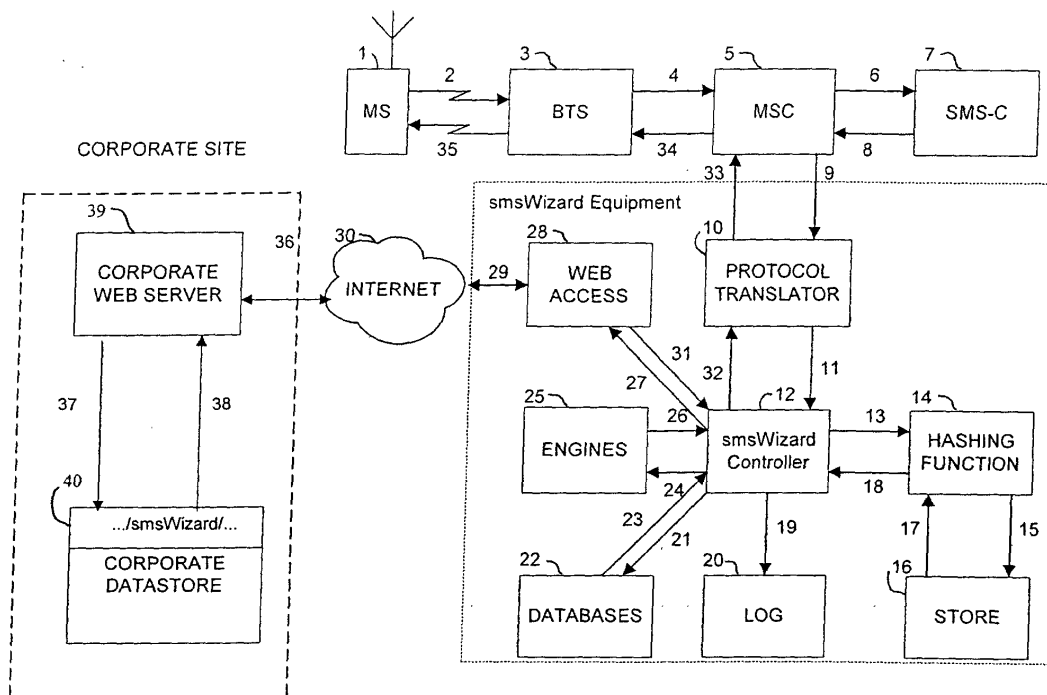 1
2
3
4
5
6
7
MS
BTS
MSC
SMS-C
35
34
8
33
9
CORPORATE SITE
smsWizard Equipment
39
36
30
28
10
CORPORATE
WEB SERVER
INTERNET
29
WEB
ACCESS
PROTOCOL
TRANSLATOR
31
27
32
11
37
38
25
26
12
13
14
ENGINES
smsWizard
Controller
HASHING
FUNCTION
24
18
40
23
21
19
17
15
.../smsWizard/...
CORPORATE
DATASTORE
22
20
16
DATABASES
LOG
STORE